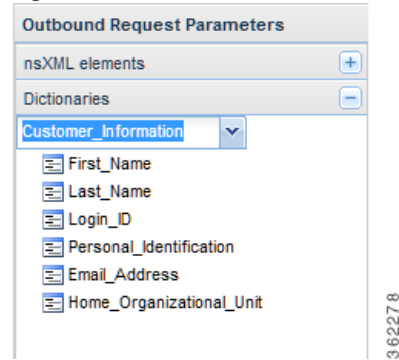 Outbound Request Parameters
nsXML elements
Dictionaries
Customer_Information
First_Name
Last_Name
Login_ID
Personal_Identification
Email_Address
Home_Organizational_Unit
362278